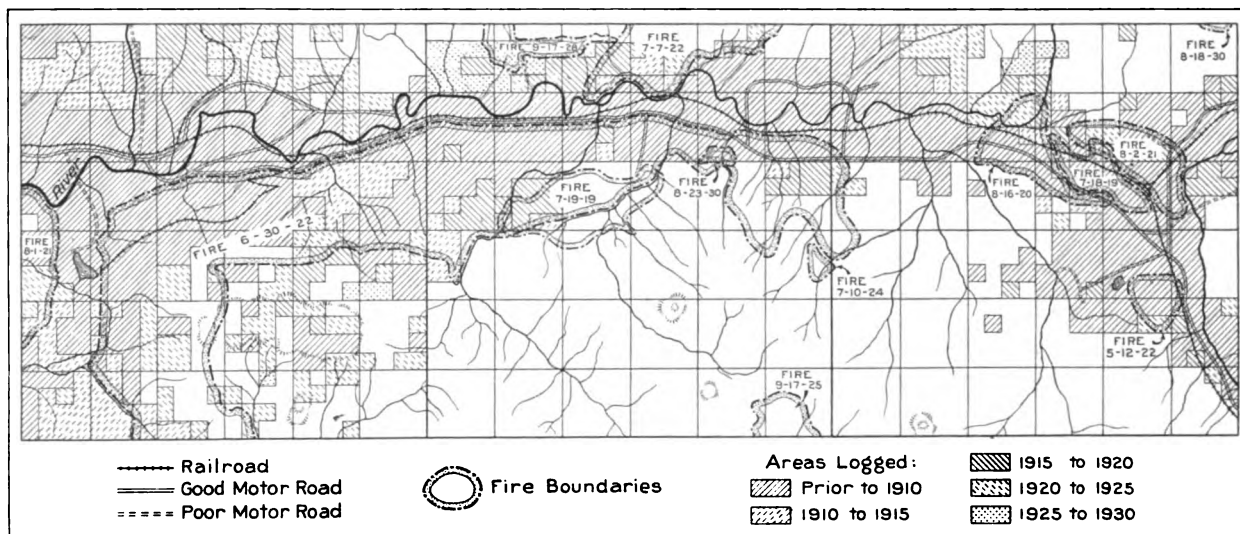 FIRE 9-17-28
FIRE
7-7-22
FIRE
8-18-30
River
FIRE
8-1-21
FIRE 6-30-22
FIRE
7-19-19
FIRE
8-23-30
FIRE
8-16-20
FIRE
8-2-21
FIRE
7-18-19
FIRE
7-10-24
FIRE
5-12-22
FIRE
9-17-25
Railroad
Good Motor Road
Poor Motor Road
Fire Boundaries
Areas Logged:
Prior to 1910
1910 to 1915
1915 to 1920
1920 to 1925
1925 to 1930